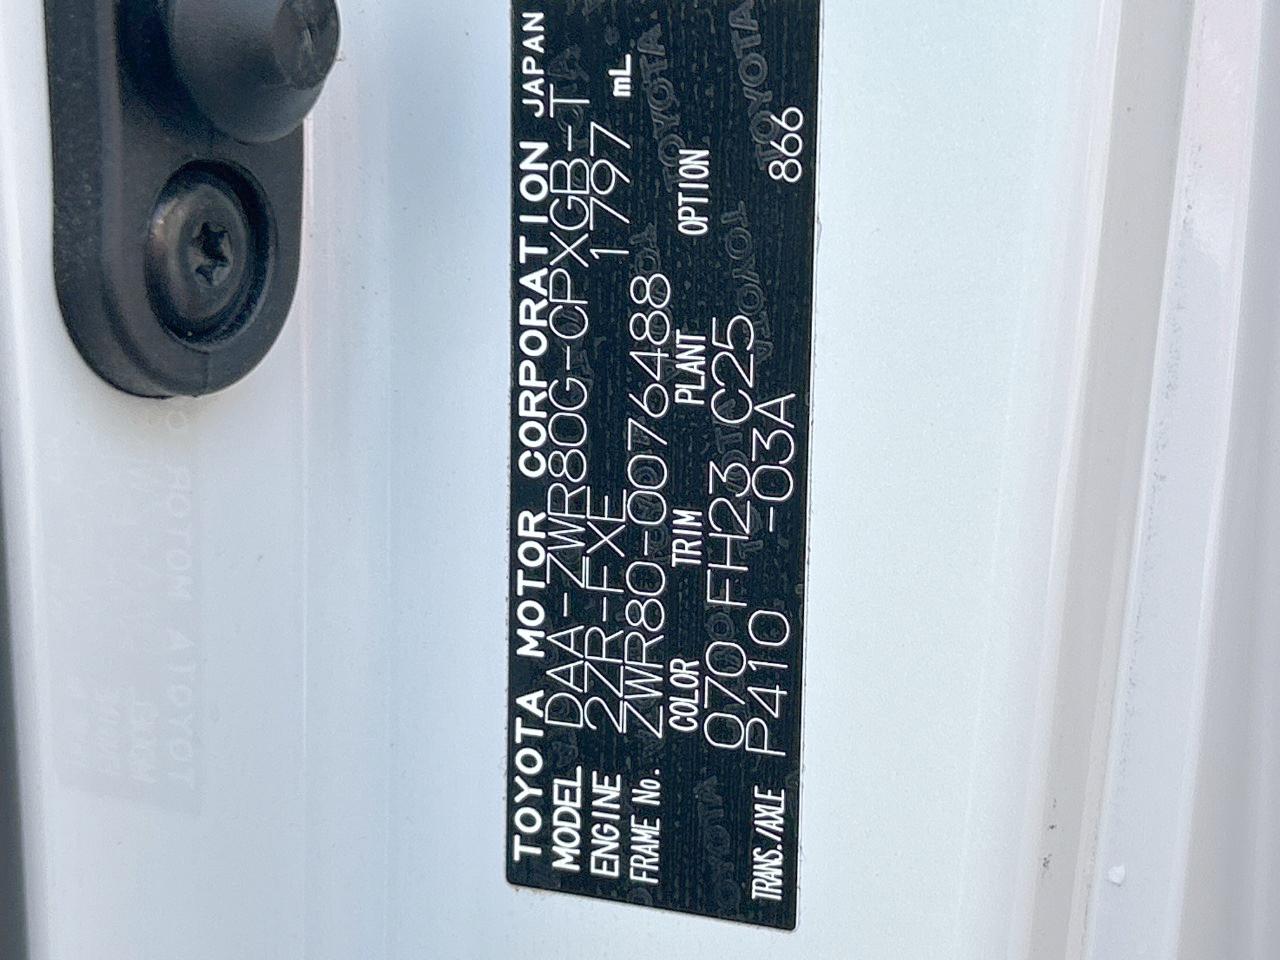 TOYOTA MOTOR CORPORATION JAPAN
MODEL DAA-ZWR80G-CPXGB-T
ENGINE 2ZR-FXE 1797 mL
FRAME No. ZWR80-0076488
COLOR TRIM PLANT OPTION
070 FH23 C25
TRANS./AXLE P410 -03A 866